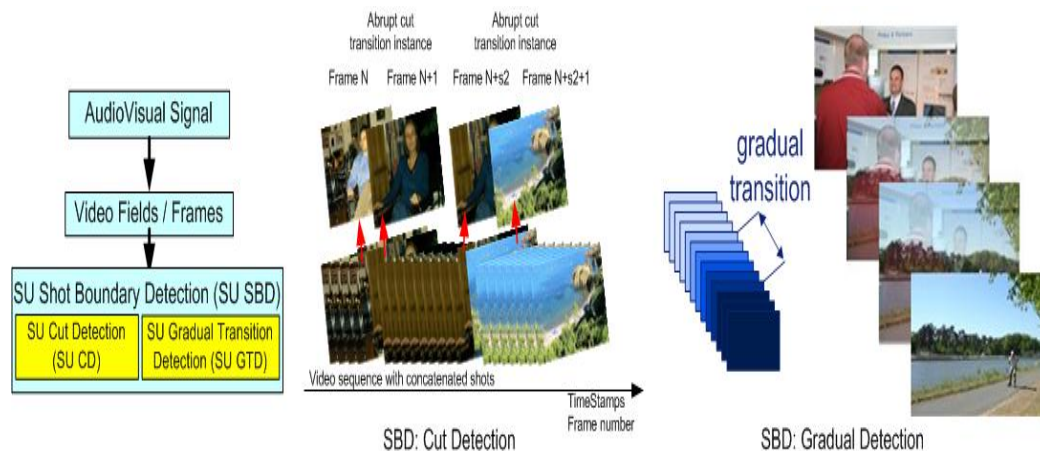 AudioVisual Signal
Video Fields / Frames
SU Shot Boundary Detection (SU SBD)
SU Cut Detection
(SU CD)
SU Gradual Transition
Detection (SU GTD)
Abrupt cut
transition instance
Abrupt cut
transition instance
Frame N
Frame N+1
Frame N+s2
Frame N+s2+1
Video sequence with concatenated shots
TimeStamps
Frame number
SBD: Cut Detection
gradual
transition
SBD: Gradual Detection